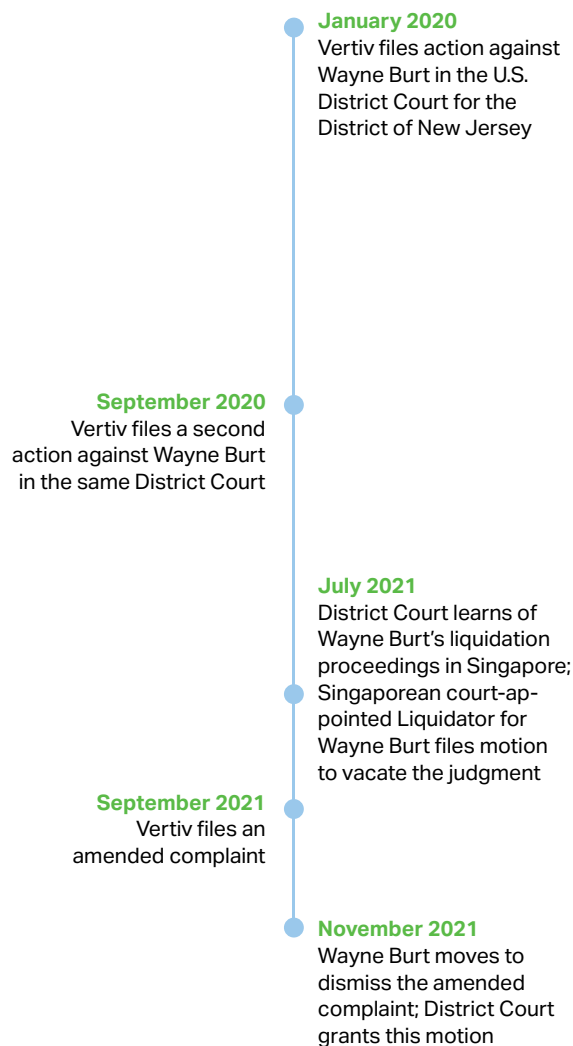 January 2020
Vertiv files action against
Wayne Burt in the U.S.
District Court for the
District of New Jersey
September 2020
Vertiv files a second
action against Wayne Burt
in the same District Court
July 2021
District Court learns of
Wayne Burt’s liquidation
proceedings in Singapore;
Singaporean court-ap-
pointed Liquidator for
Wayne Burt files motion
to vacate the judgment
September 2021
Vertiv files an
amended complaint
November 2021
Wayne Burt moves to
dismiss the amended
complaint; District Court
grants this motion